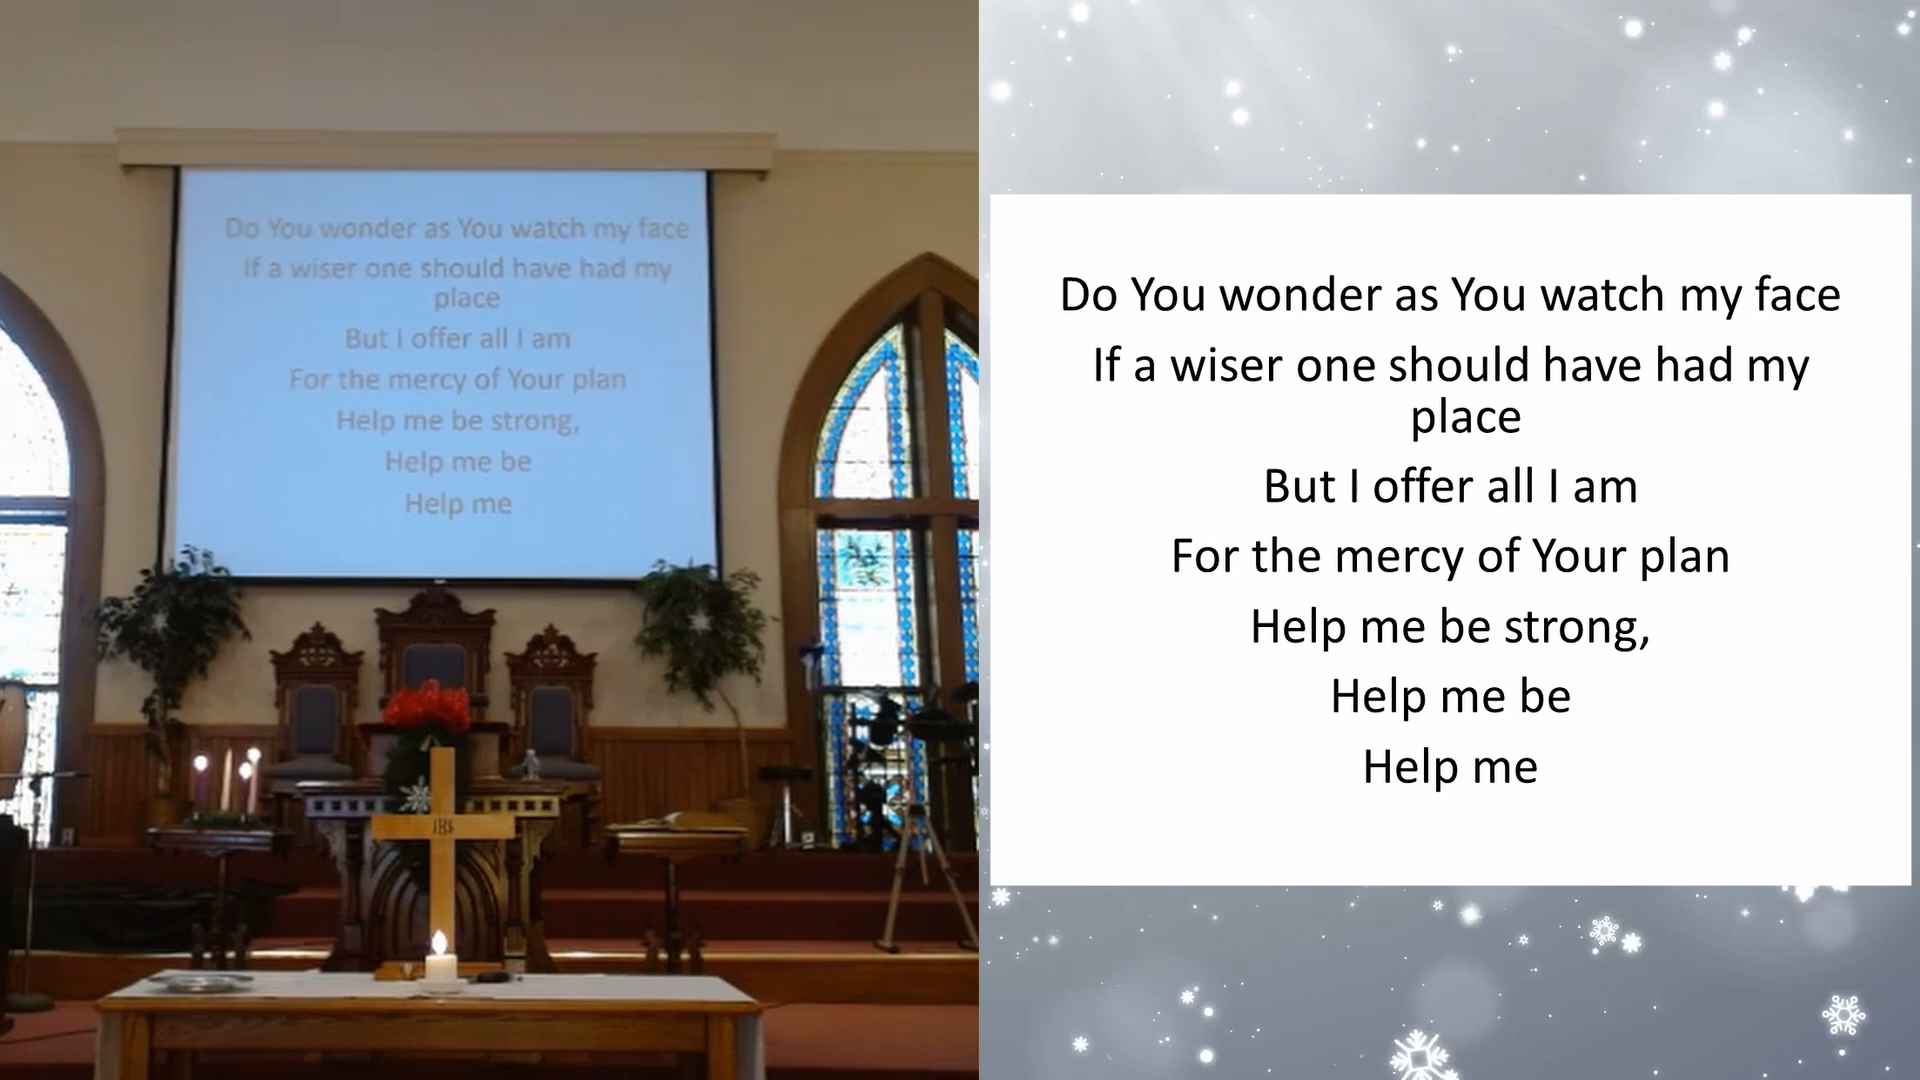 Do You wonder as You watch my face
If a wiser one should have had my
place
But I offer all I am
For the mercy of Your plan
Help me be strong,
Help me be
Help me
IHS
Do You wonder as You watch my face
If a wiser one should have had my
place
But I offer all I am
For the mercy of Your plan
Help me be strong,
Help me be
Help me